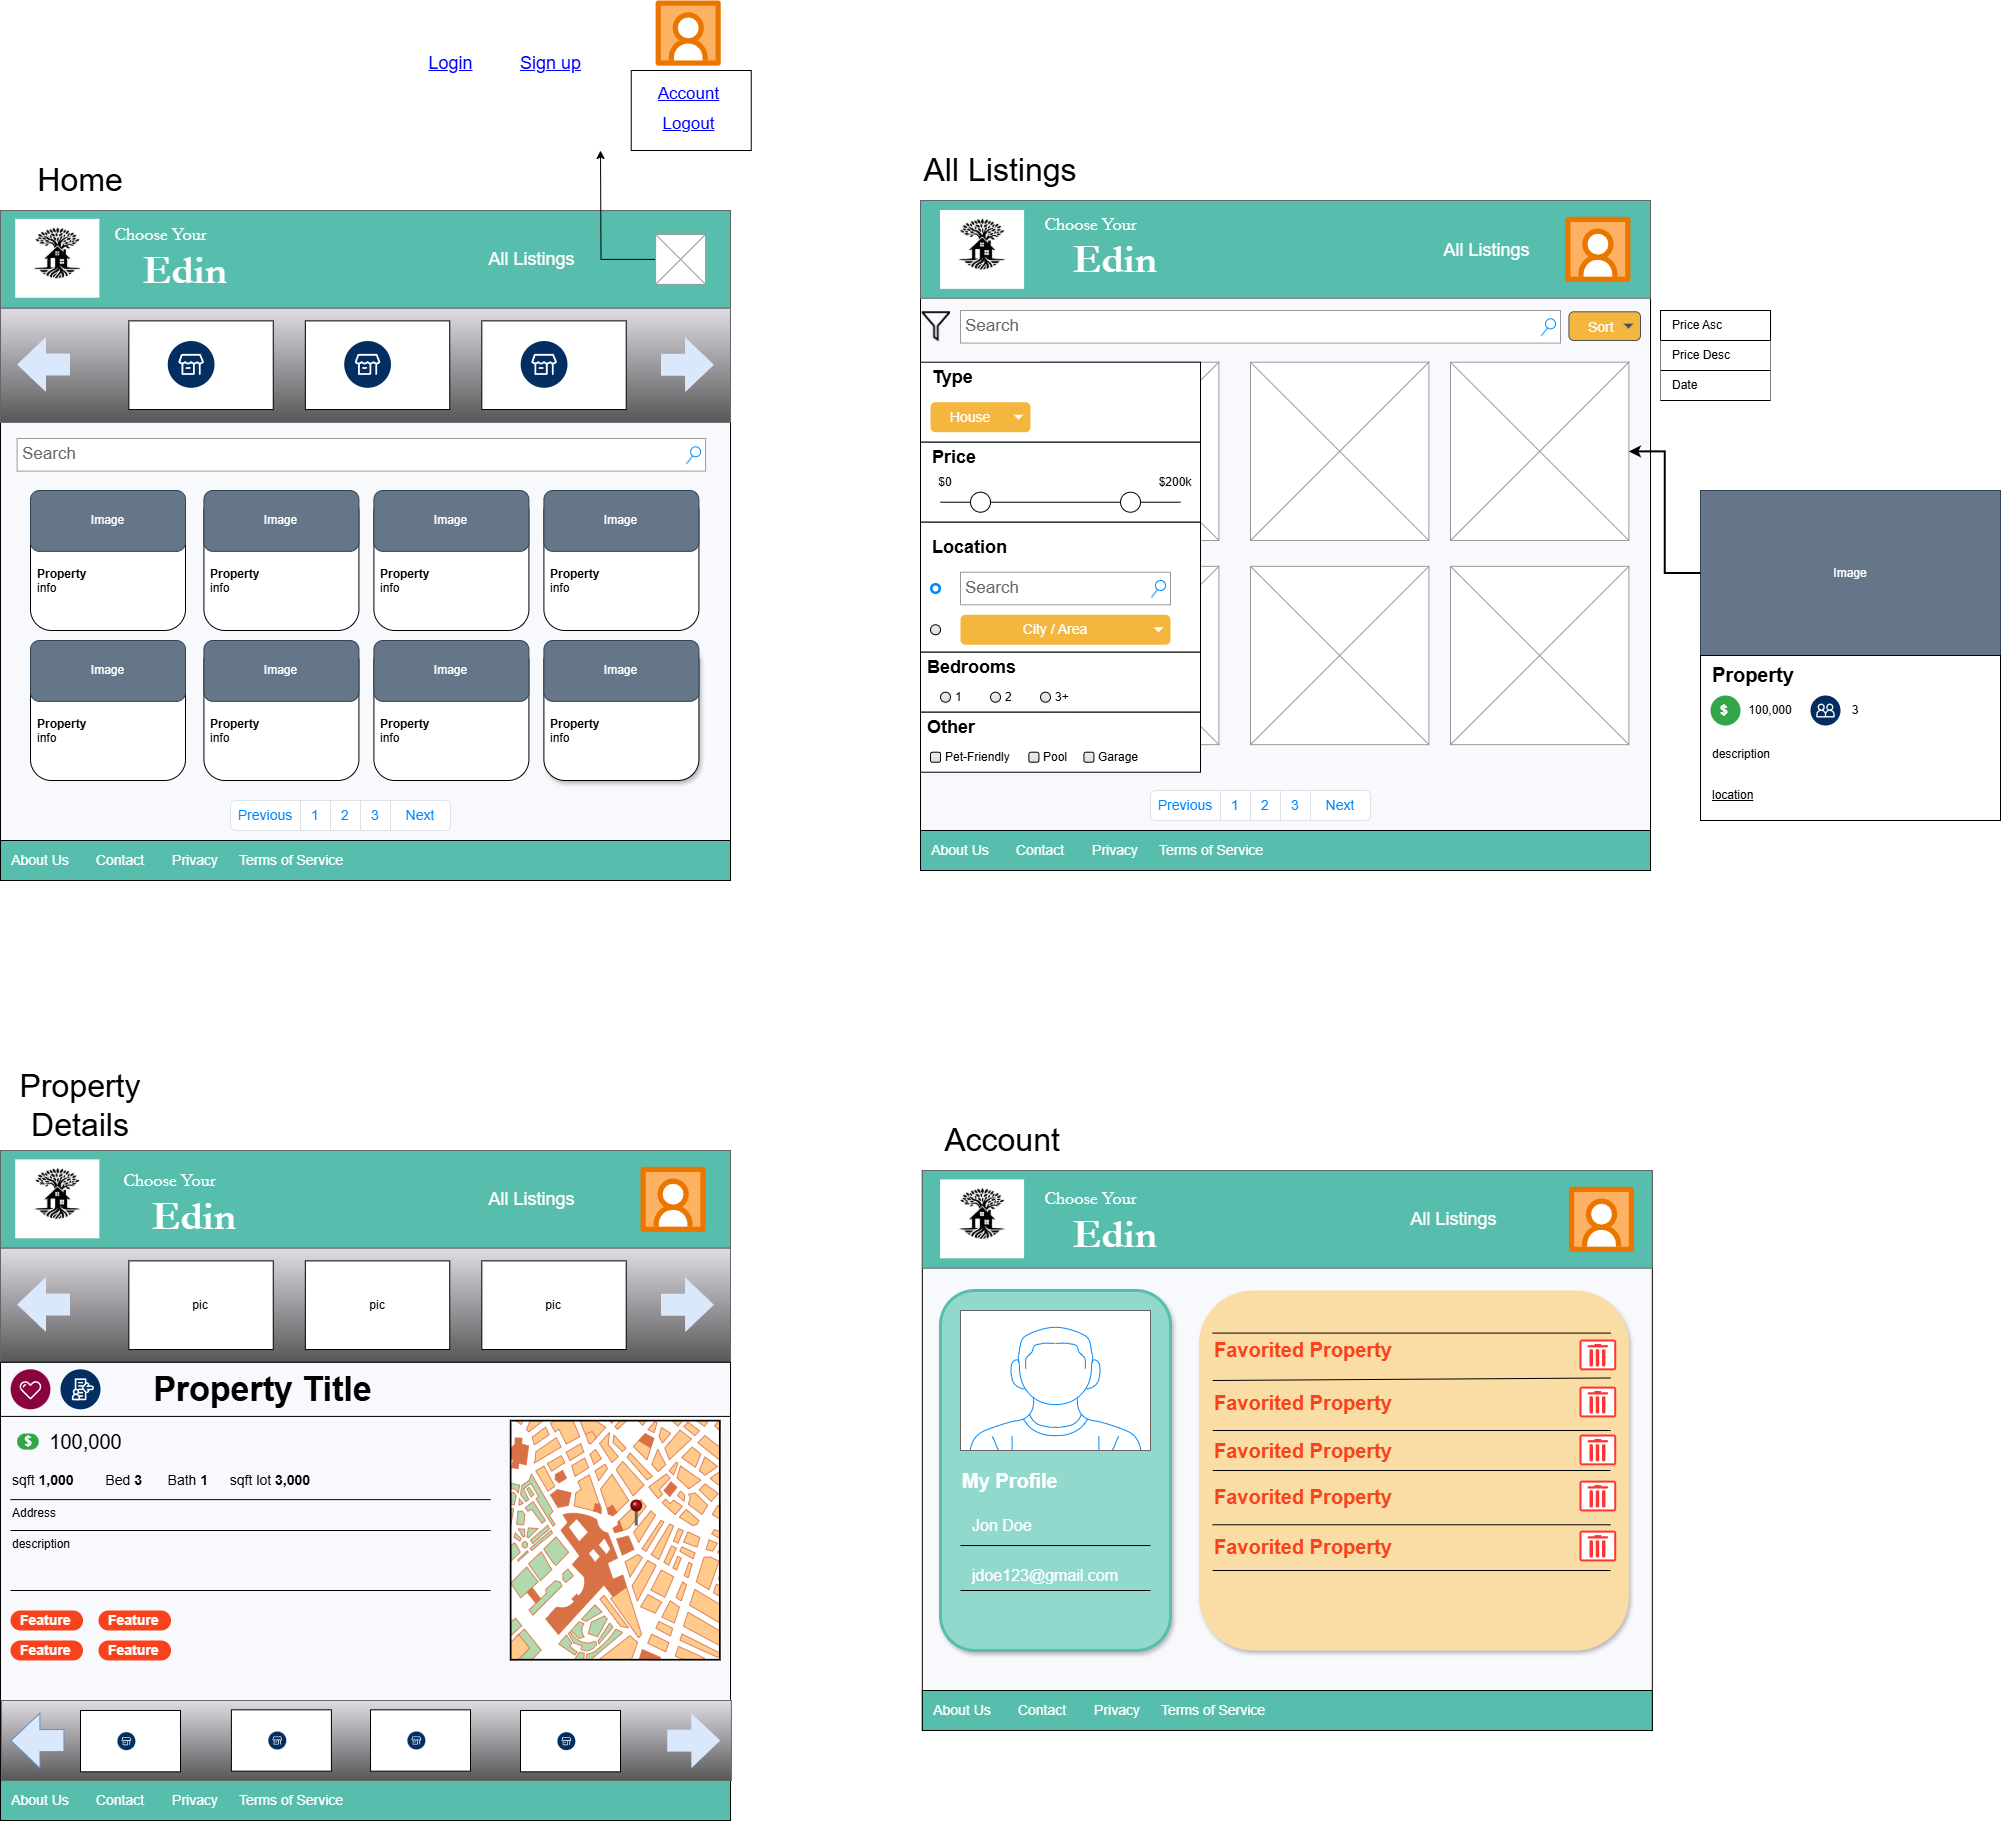 Login
Sign up
Account
Logout
Home
Choose Your
Edin
All Listings
Search
Image
Image
Image
Image
Property
info
Property
info
Property
info
Property
info
Image
Image
Image
Image
Property
info
Property
info
Property
info
Property
info
Previous 1 2 3 Next
About Us Contact Privacy Terms of Service
All Listings
Choose Your
Edin
All Listings
Search
Sort
Price Asc
Price Desc
Date
Type
House
Price
$0 $200k
Location
Search
City / Area
Bedrooms
1 2 3+
Other
Pet-Friendly Pool Garage
Previous 1 2 3 Next
About Us Contact Privacy Terms of Service
Image
Property
$ 100,000 3
description
location
Property
Details
Choose Your
Edin
All Listings
pic
pic
pic
Property Title
$ 100,000
sqft 1,000 Bed 3 Bath 1 sqft lot 3,000
Address
description
Feature Feature
Feature Feature
About Us Contact Privacy Terms of Service
Account
Choose Your
Edin
All Listings
My Profile
Jon Doe
jdoe123@gmail.com
Favorited Property
Favorited Property
Favorited Property
Favorited Property
Favorited Property
About Us Contact Privacy Terms of Service